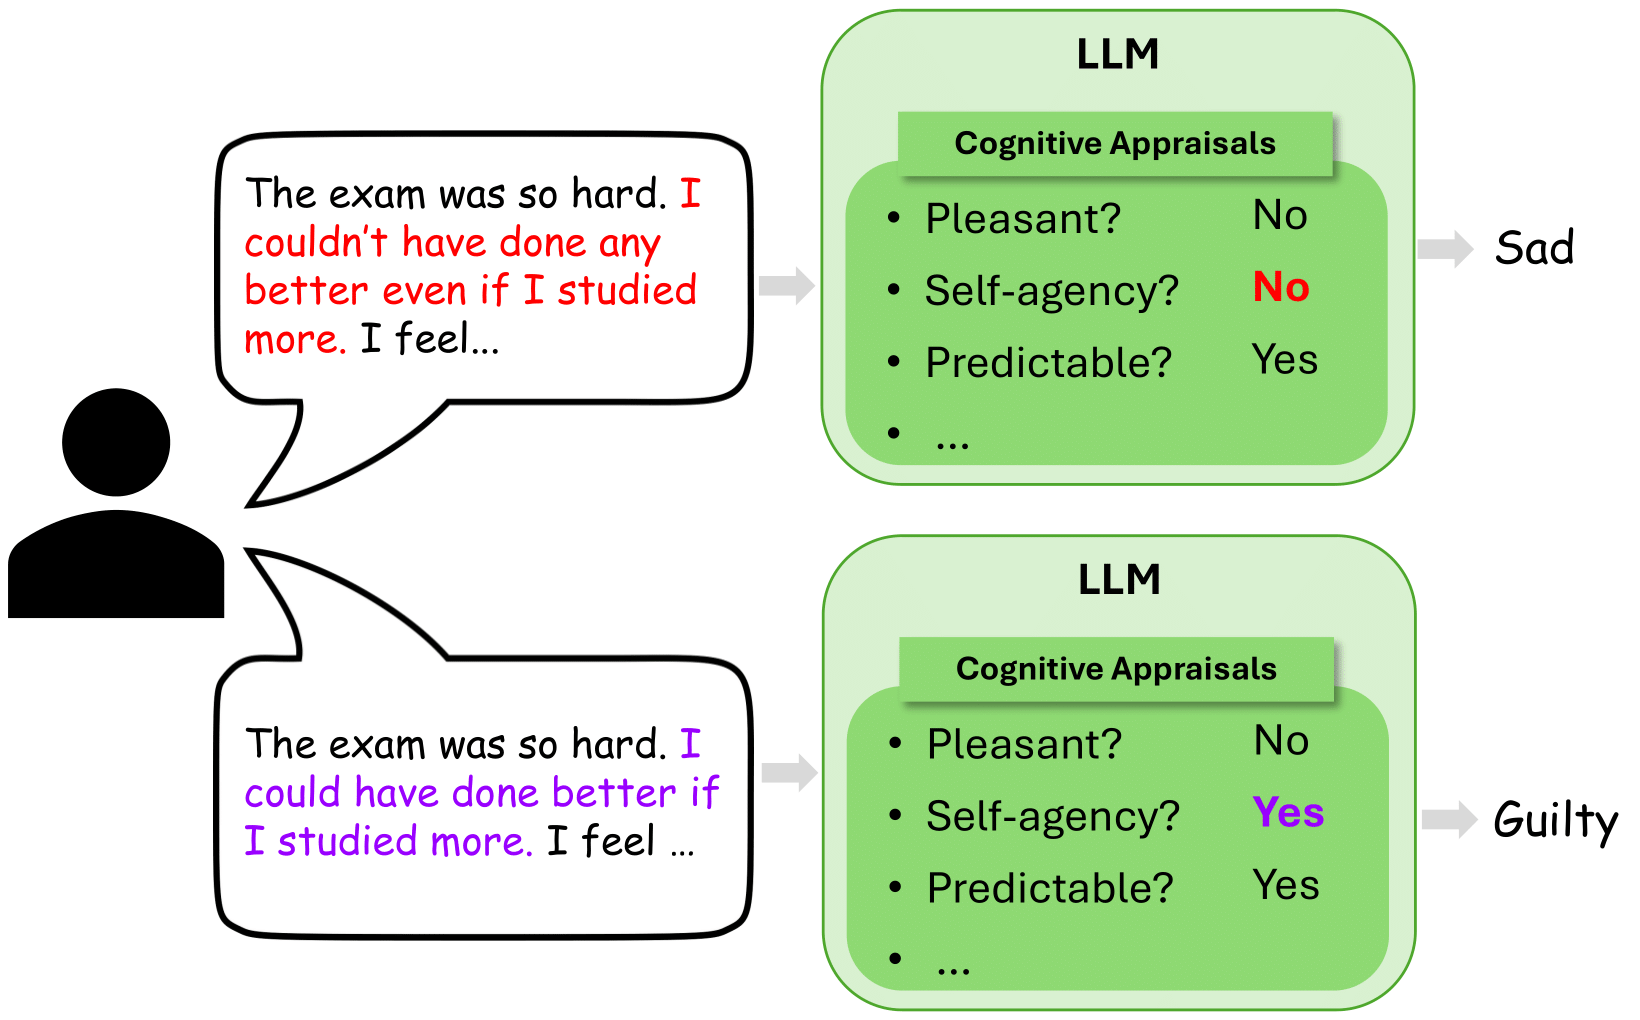 The exam was so hard. I
couldn't have done any
better even if I studied
more. I feel...
LLM
Cognitive Appraisals
• Pleasant? No
• Self-agency? No
• Predictable? Yes
• ...
Sad
The exam was so hard. I
could have done better if
I studied more. I feel ...
LLM
Cognitive Appraisals
• Pleasant? No
• Self-agency? Yes
• Predictable? Yes
• ...
Guilty